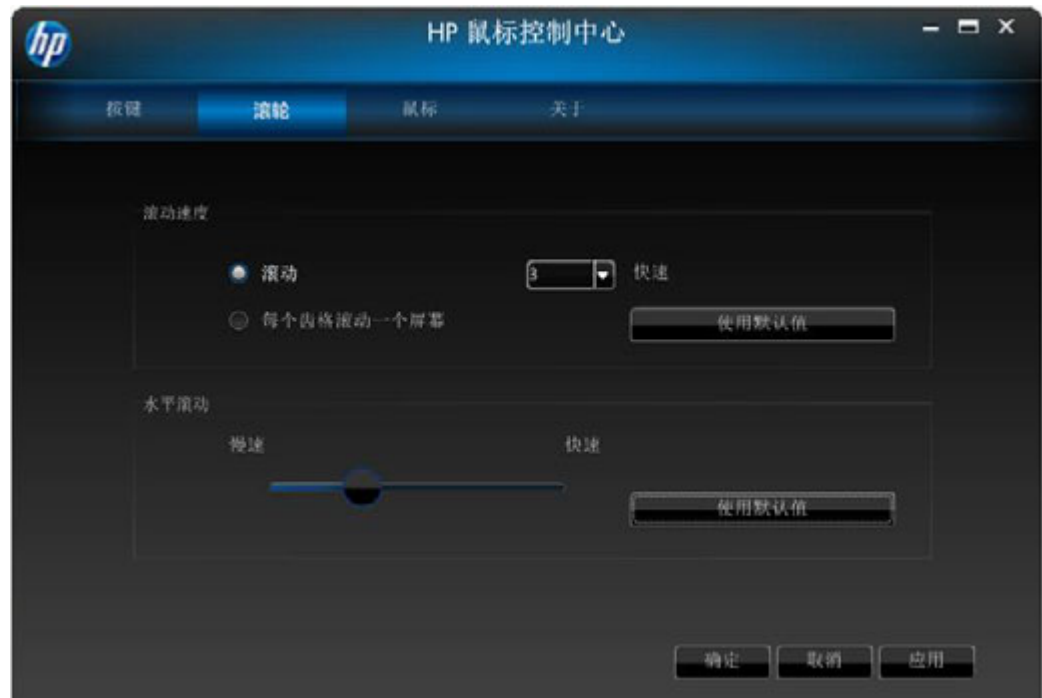 hp
HP 鼠标控制中心
按键 滚轮 鼠标 关于
滚动速度
滚动 3 快速
每个齿格滚动一个屏幕 使用默认值
水平滚动
慢速 快速
使用默认值
确定 取消 应用